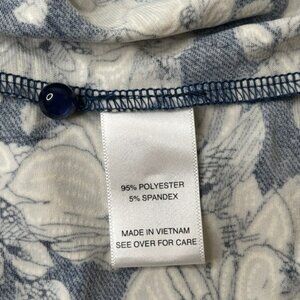 95% POLYESTER
5% SPANDEX
MADE IN VIETNAM
SEE OVER FOR CARE